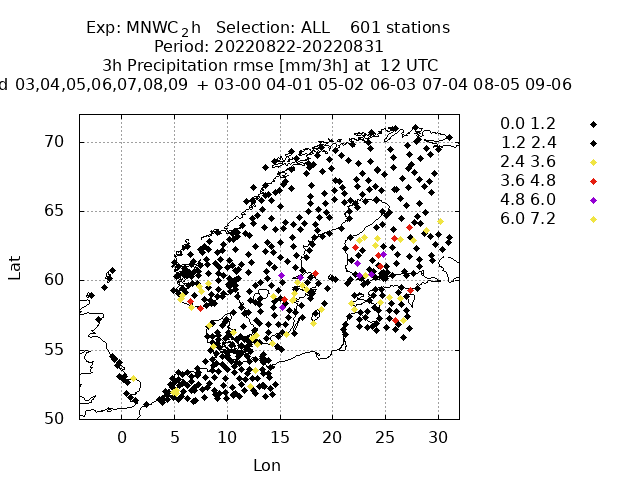 Exp: MNWC_2h   Selection: ALL    601 stations
Period: 20220822-20220831
3h Precipitation rmse [mm/3h] at  12 UTC
03,04,05,06,07,08,09  + 03-00 04-01 05-02 06-03 07-04 08-05 09-06
0.0 1.2
1.2 2.4
2.4 3.6
3.6 4.8
4.8 6.0
6.0 7.2
70
65
60
55
50
Lat
0 5 10 15 20 25 30
Lon